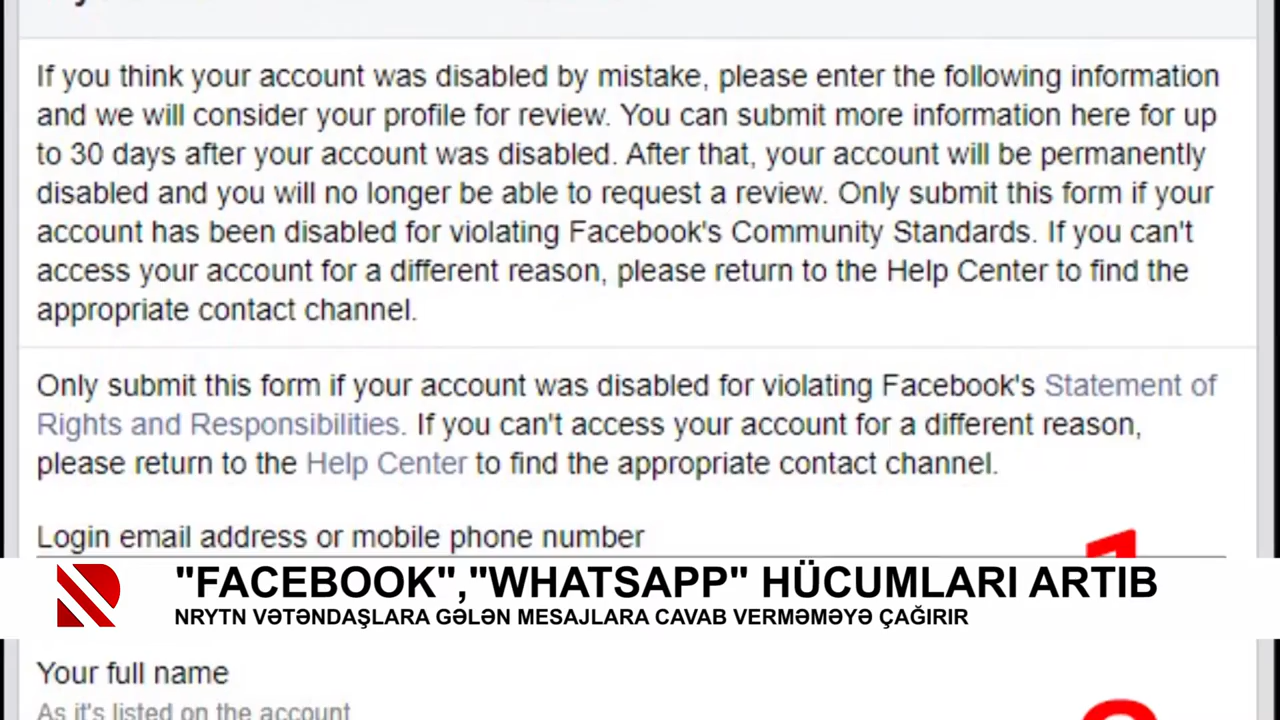 If you think your account was disabled by mistake, please enter the following information
and we will consider your profile for review. You can submit more information here for up
to 30 days after your account was disabled. After that, your account will be permanently
disabled and you will no longer be able to request a review. Only submit this form if your
account has been disabled for violating Facebook's Community Standards. If you can't
access your account for a different reason, please return to the Help Center to find the
appropriate contact channel.
Only submit this form if your account was disabled for violating Facebook's Statement of
Rights and Responsibilities. If you can't access your account for a different reason,
please return to the Help Center to find the appropriate contact channel.
Login email address or mobile phone number
"FACEBOOK","WHATSAPP" HÜCUMLARI ARTIB
NRYTN VƏTƏNDAŞLARA GƏLƏN MESAJLARA CAVAB VERMƏMƏYƏ ÇAĞIRIR
Your full name
As it's listed on the account